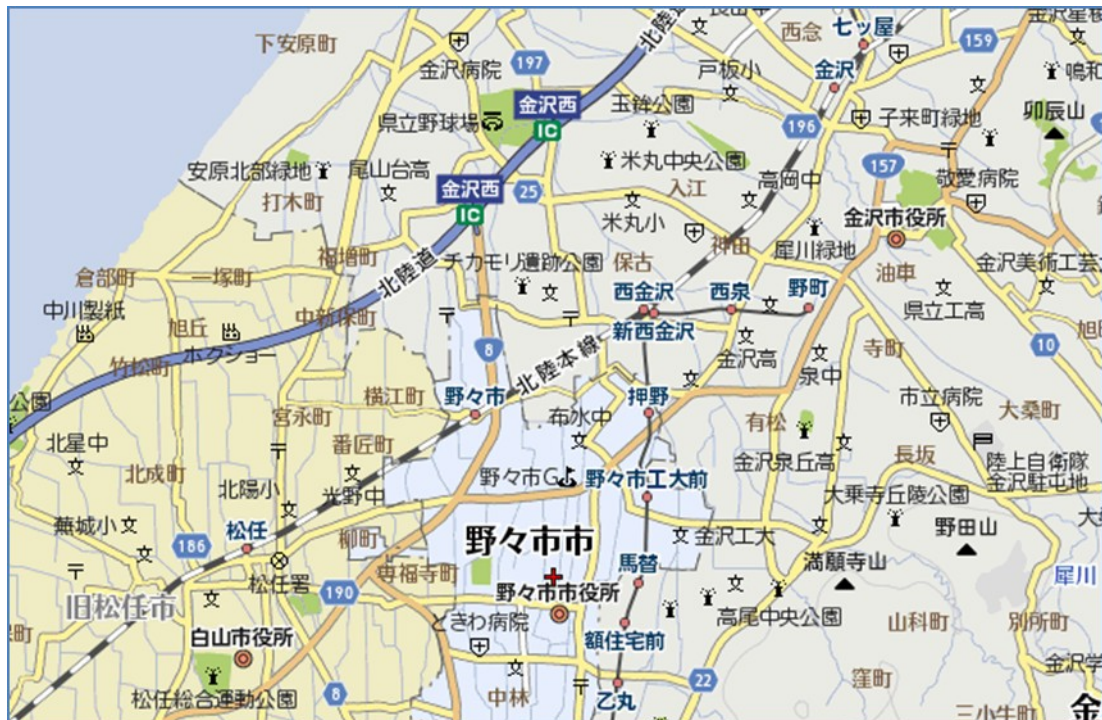 下安原町
金沢病院
197
北陸道
西念
七ッ屋
159
戸板小
金沢
鳴和
金沢西
IC
県立野球場
玉鉾公園
196
子来町緑地
卯辰山
安原北部緑地
尾山台高
米丸中央公園
157
打木町
金沢西
IC
25
入江
高岡中
敬愛病院
米丸小
金沢市役所
福増町
チカモリ遺跡公園
保古
神田
犀川緑地
倉部町
一塚町
北陸道
油車
金沢美術工芸
西金沢
西泉
野町
県立工高
中川製紙
旭丘
中新保町
新西金沢
ホクショー
8
北陸本線
金沢高
寺町
10
竹松町
泉中
横江町
野々市
押野
市立病院
公園
宮永町
布水中
有松
大桑町
北星中
番匠町
金沢泉丘高
長坂
陸上自衛隊
金沢駐屯地
北成町
北陽小
光野中
野々市G
野々市工大前
大乗寺丘陵公園
蕪城小
186
松任
柳町
野々市市
金沢工大
野田山
満願寺山
馬替
松任署
専福寺町
犀川
旧松任市
190
野々市市役所
高尾中央公園
ときわ病院
額住宅前
山科町
別所町
白山市役所
金沢学
松任総合運動公園
8
中林
乙丸
22
窪町
三小牛町
金